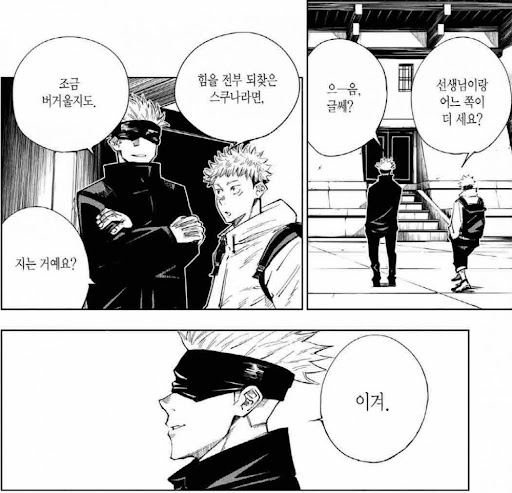 선생님이랑
어느 쪽이
더 세요?
으―음,
글쎄?
힘을 전부 되찾은
스쿠나라면,
조금
버거울지도.
지는 거예요?
이겨.